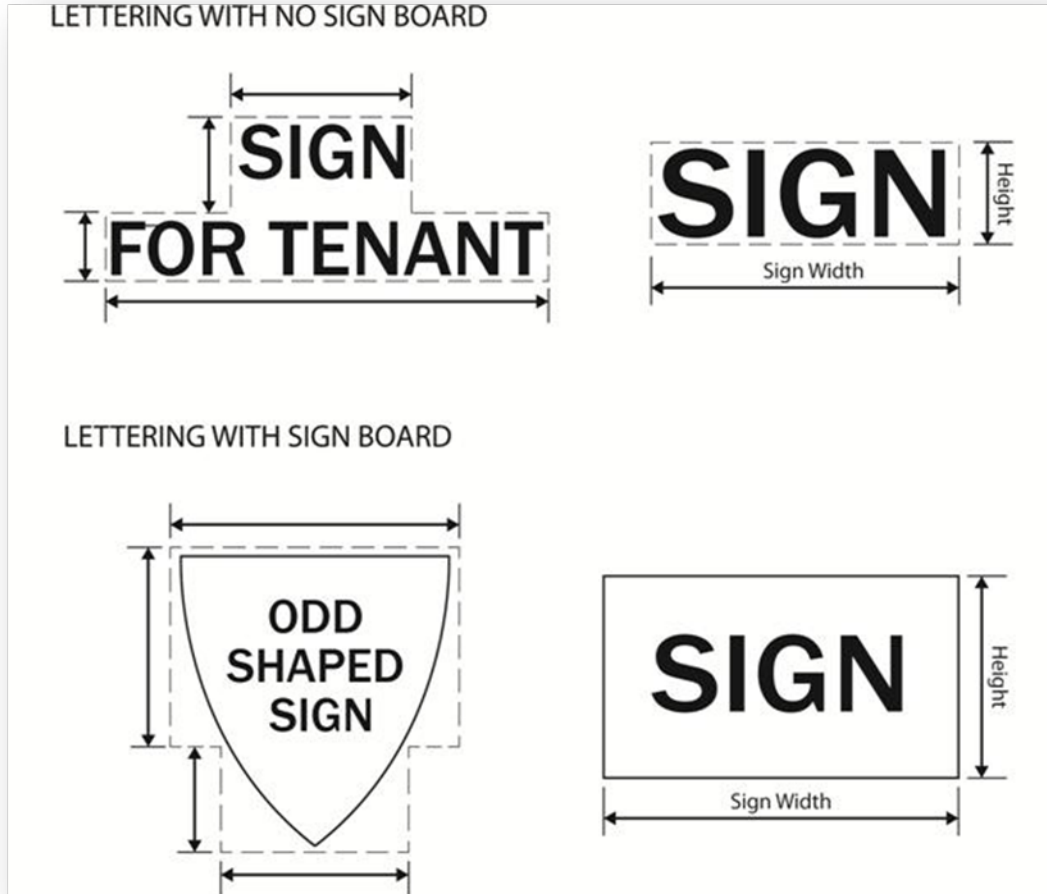 LETTERING WITH NO SIGN BOARD
SIGN
FOR TENANT
SIGN
Height
Sign Width
LETTERING WITH SIGN BOARD
ODD
SHAPED
SIGN
SIGN
Height
Sign Width